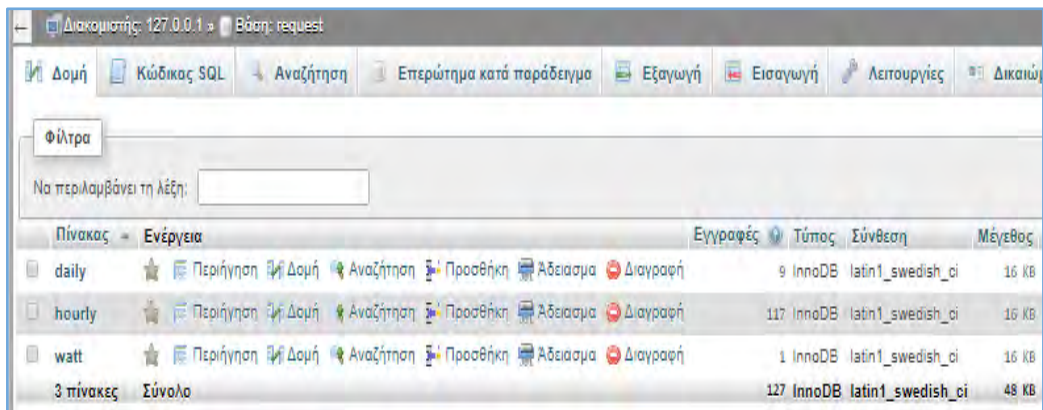 ← Διακομιστής: 127.0.0.1 » Βάση: request
Δομή Κώδικας SQL Αναζήτηση Επερώτημα κατά παράδειγμα Εξαγωγή Εισαγωγή Λειτουργίες Δικαιώμ
Φίλτρα
Να περιλαμβάνει τη λέξη:
Πίνακας Ενέργεια Εγγραφές Τύπος Σύνθεση Μέγεθος
daily Περιήγηση Δομή Αναζήτηση Προσθήκη Άδειασμα Διαγραφή 9 InnoDB latin1_swedish_ci 16 KB
hourly Περιήγηση Δομή Αναζήτηση Προσθήκη Άδειασμα Διαγραφή 117 InnoDB latin1_swedish_ci 16 KB
watt Περιήγηση Δομή Αναζήτηση Προσθήκη Άδειασμα Διαγραφή 1 InnoDB latin1_swedish_ci 16 KB
3 πίνακες Σύνολο 127 InnoDB latin1_swedish_ci 48 KB